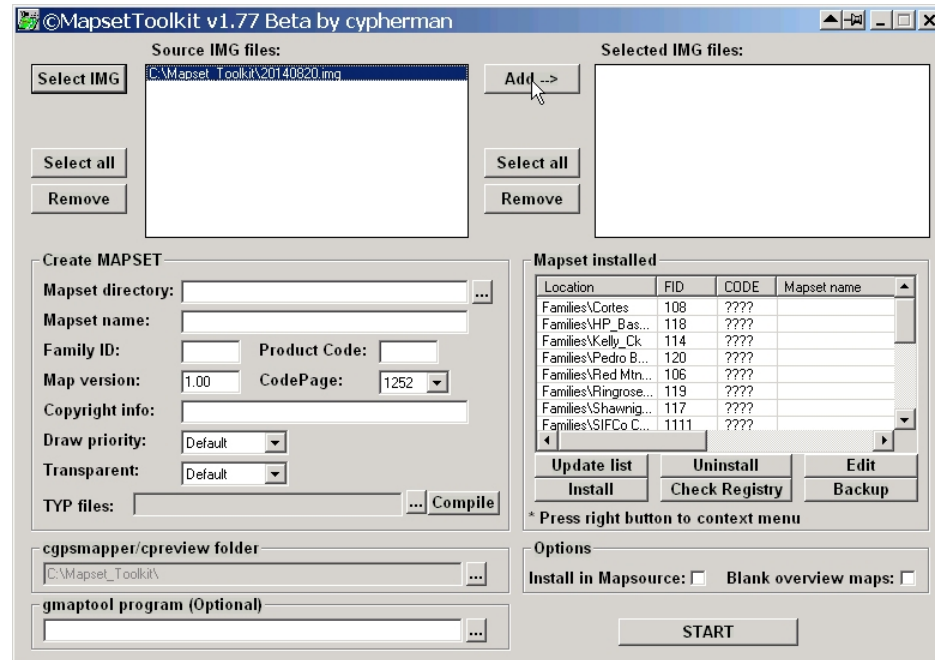 ©MapsetToolkit v1.77 Beta by cypherman
Source IMG files:
Selected IMG files:
Select IMG
C:\Mapset_Toolkit\20140820.img
Add -->
Select all
Select all
Remove
Remove
Create MAPSET
Mapset directory:
...
Mapset name:
Family ID:
Product Code:
Map version:
1.00
CodePage:
1252
Copyright info:
Draw priority:
Default
Transparent:
Default
TYP files:
...
Compile
Mapset installed
Location FID CODE Mapset name
Families\Cortes 108 ????
Families\HP_Bas... 118 ????
Families\Kelly_Ck 114 ????
Families\Pedro B... 120 ????
Families\Red Mtn... 106 ????
Families\Ringrose... 119 ????
Families\Shawnig... 117 ????
Families\SIFCo C... 1111 ????
Update list
Uninstall
Edit
Install
Check Registry
Backup
* Press right button to context menu
cgpsmapper/cpreview folder
C:\Mapset_Toolkit\
...
Options
Install in Mapsource:
Blank overview maps:
gmaptool program (Optional)
...
START